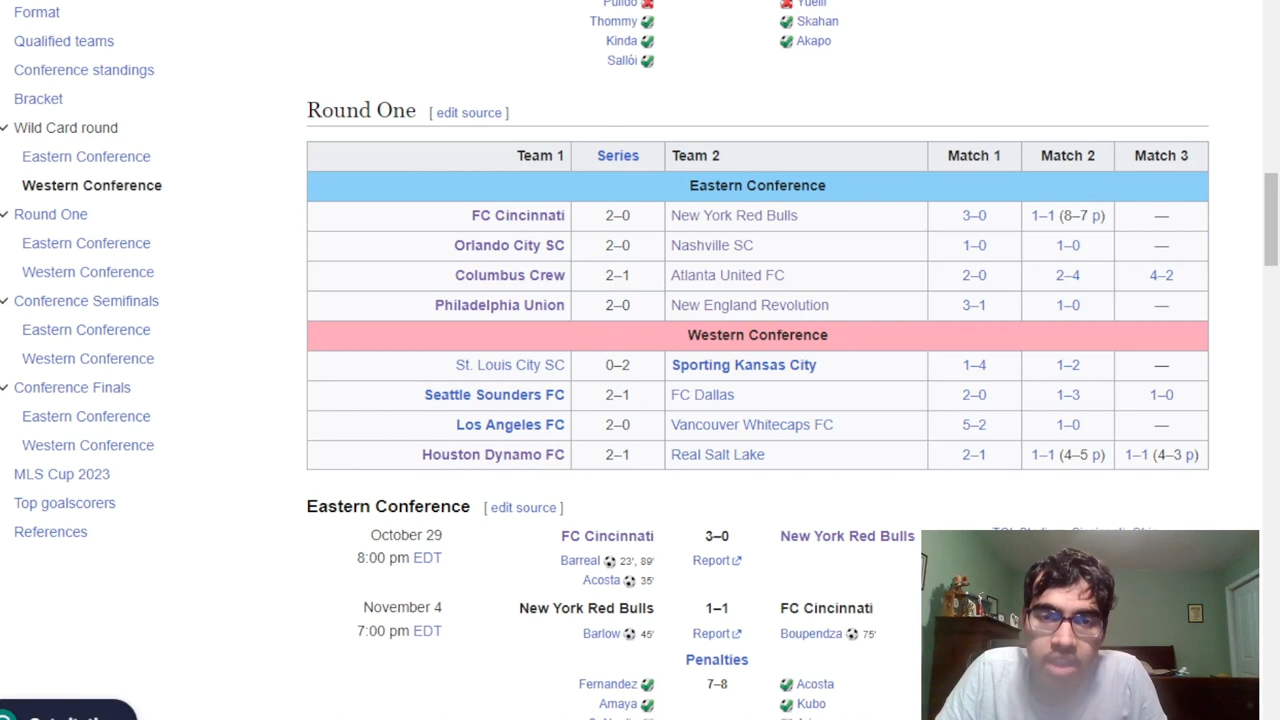 Format
Qualified teams
Conference standings
Bracket
Wild Card round
Eastern Conference
Western Conference
Round One
Eastern Conference
Western Conference
Conference Semifinals
Eastern Conference
Western Conference
Conference Finals
Eastern Conference
Western Conference
MLS Cup 2023
Top goalscorers
References
Pulido Yueill
Thommy Skahan
Kinda Akapo
Sallói
Round One [ edit source ]
Team 1 Series Team 2 Match 1 Match 2 Match 3
Eastern Conference
FC Cincinnati 2–0 New York Red Bulls 3–0 1–1 (8–7 p) —
Orlando City SC 2–0 Nashville SC 1–0 1–0 —
Columbus Crew 2–1 Atlanta United FC 2–0 2–4 4–2
Philadelphia Union 2–0 New England Revolution 3–1 1–0 —
Western Conference
St. Louis City SC 0–2 Sporting Kansas City 1–4 1–2 —
Seattle Sounders FC 2–1 FC Dallas 2–0 1–3 1–0
Los Angeles FC 2–0 Vancouver Whitecaps FC 5–2 1–0 —
Houston Dynamo FC 2–1 Real Salt Lake 2–1 1–1 (4–5 p) 1–1 (4–3 p)
Eastern Conference [ edit source ]
October 29 FC Cincinnati 3–0 New York Red Bulls
8:00 pm EDT Barreal 23', 89' Report
Acosta 35'
November 4 New York Red Bulls 1–1 FC Cincinnati
7:00 pm EDT Barlow 45' Report Boupendza 75'
Penalties
Fernandez 7–8 Acosta
Amaya Kubo